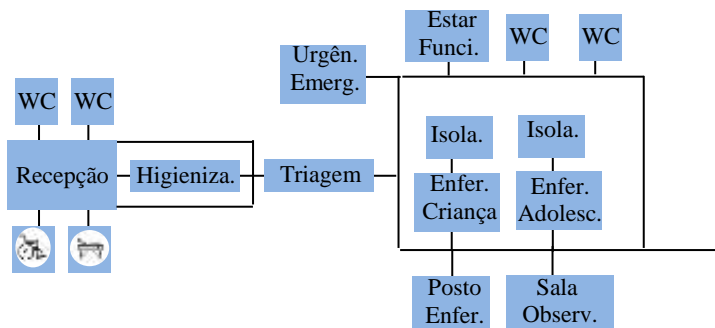 Estar
Funci.
WC
WC
Urgên.
Emerg.
WC
WC
Recepção
Higieniza.
Triagem
Isola.
Isola.
Enfer.
Criança
Enfer.
Adolesc.
Posto
Enfer.
Sala
Observ.